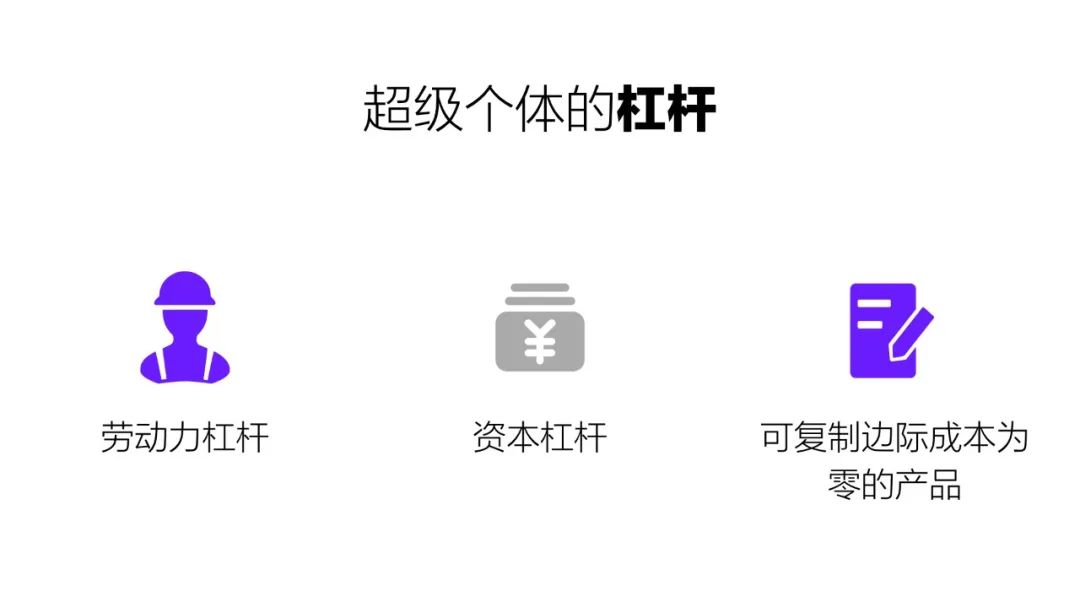 超级个体的杠杆
¥
劳动力杠杆
资本杠杆
可复制边际成本为
零的产品